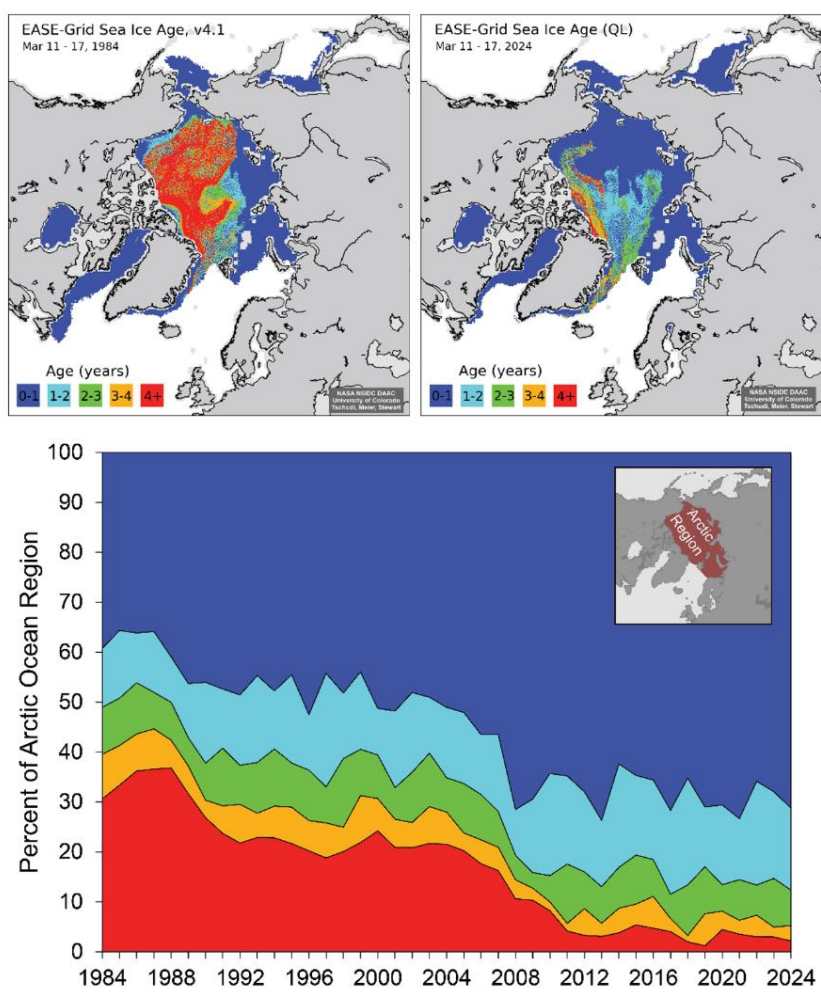 EASE-Grid Sea Ice Age, v4.1
Mar 11 - 17, 1984
Age (years)
0-1 1-2 2-3 3-4 4+
NASA NSIDC DAAC
University of Colorado
Tschudi, Meier, Stewart
EASE-Grid Sea Ice Age (QL)
Mar 11 - 17, 2024
Age (years)
0-1 1-2 2-3 3-4 4+
NASA NSIDC DAAC
University of Colorado
Tschudi, Meier, Stewart
Percent of Arctic Ocean Region
100
90
80
70
60
50
40
30
20
10
0
Arctic
Region
1984 1988 1992 1996 2000 2004 2008 2012 2016 2020 2024